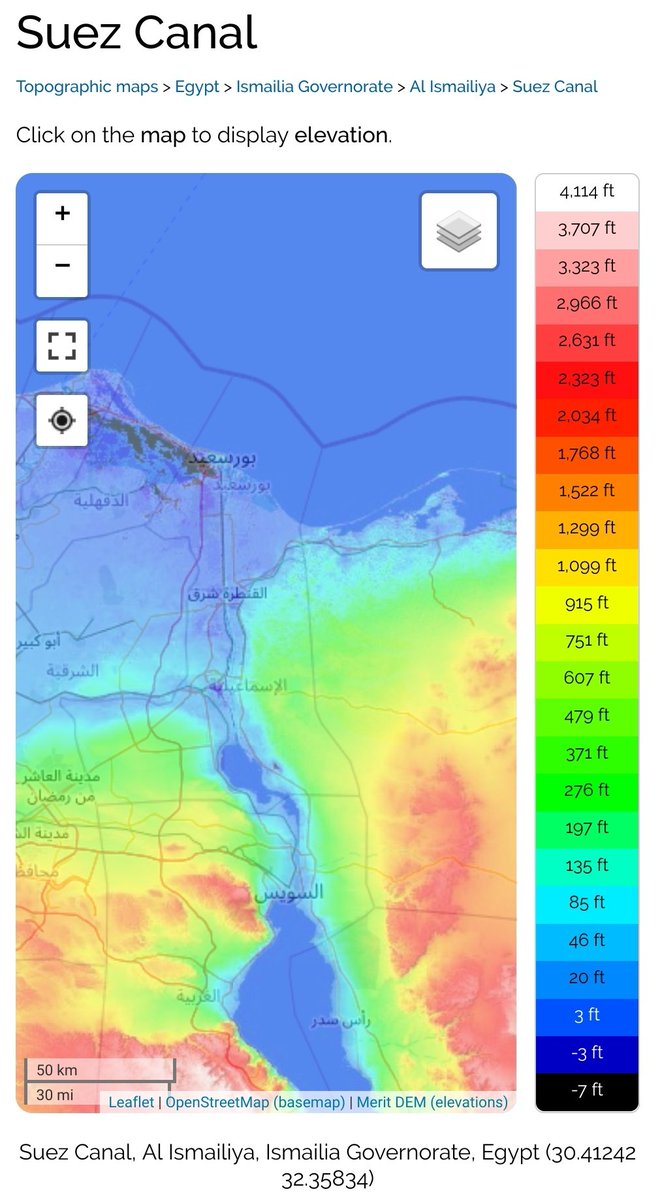 Suez Canal
Topographic maps > Egypt > Ismailia Governorate > Al Ismailiya > Suez Canal
Click on the map to display elevation.
+
−
بورسعيد
بورسعيد
الدقهلية
القنطرة شرق
أبو كبير
الشرقية
الإسماعيلية
مدينة العاشر
من رمضان
السويس
رأس سدر
50 km
30 mi
Leaflet | OpenStreetMap (basemap) | Merit DEM (elevations)
4,114 ft
3,707 ft
3,323 ft
2,966 ft
2,631 ft
2,323 ft
2,034 ft
1,768 ft
1,522 ft
1,299 ft
1,099 ft
915 ft
751 ft
607 ft
479 ft
371 ft
276 ft
197 ft
135 ft
85 ft
46 ft
20 ft
3 ft
-3 ft
-7 ft
Suez Canal, Al Ismailiya, Ismailia Governorate, Egypt (30.41242
32.35834)